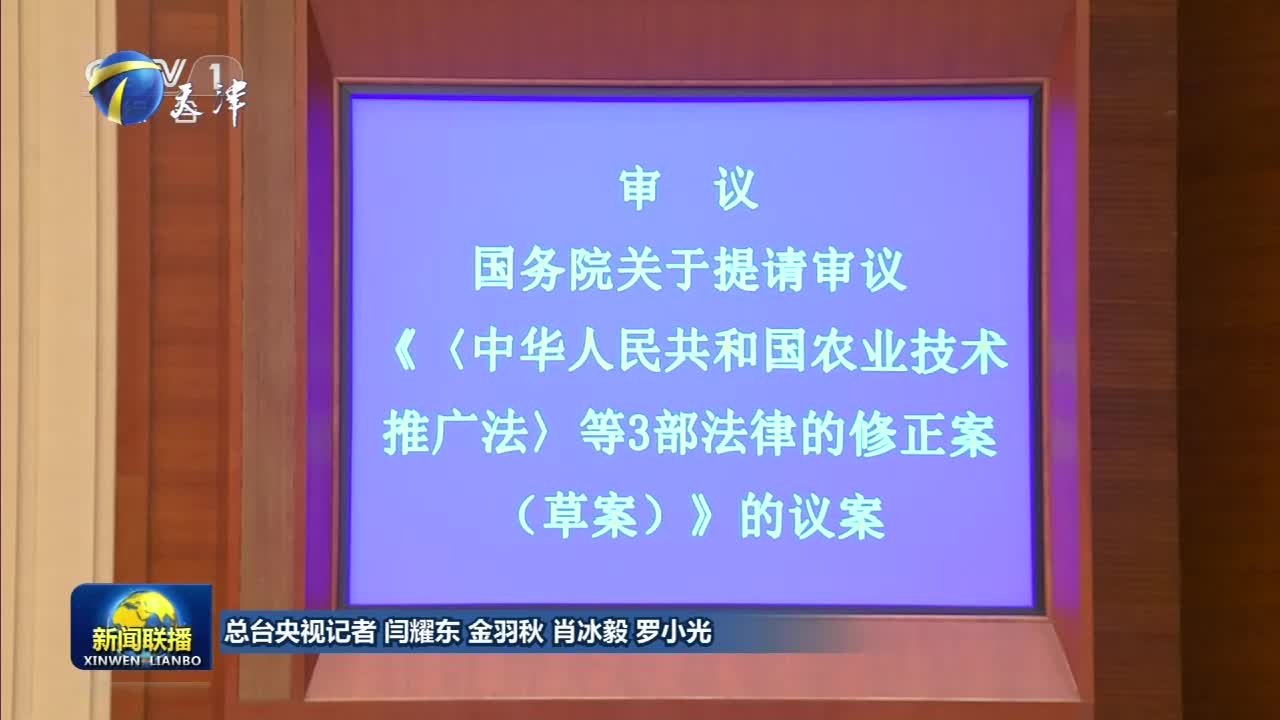 天津
1
审 议
国务院关于提请审议
《〈中华人民共和国农业技术
推广法〉等3部法律的修正案
（草案）》的议案
新闻联播
XINWEN LIANBO
总台央视记者 闫耀东 金羽秋 肖冰毅 罗小光